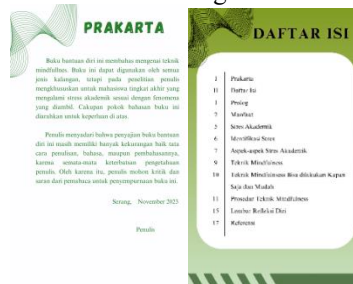 PRAKARTA
Buku bantuan diri ini membahas mengenai teknik
mindfulnes. Buku ini dapat digunakan oleh semua
jenis kalangan, tetapi pada penelitian penulis
mengkhususkan untuk mahasiswa tingkat akhir yang
mengalami stress akademik sesuai dengan fenomena
yang diambil. Cakupan pokok bahasan buku ini
diarahkan untuk keperluan di atas.
Penulis menyadari bahwa penyajian buku bantuan
diri ini masih memiliki banyak kekurangan baik tata
cara penulisan, bahasa, maupun pembahasannya,
karena semata-mata keterbatasan pengetahuan
penulis. Oleh karena itu, penulis mohon kritik dan
saran dari pemabaca untuk penyempurnaan buku ini.
Serang, November 2023
Penulis
DAFTAR ISI
I Prakarta
II Daftar Isi
1 Prolog
2 Manfaat
5 Stres Akademik
6 Identifikasi Stres
7 Aspek-aspek Stres Akademik
9 Teknik Mindfulness
10 Teknik Mindfulness Bisa dilakukan Kapan
Saja dan Mudah
11 Prosedur Teknik Mindfulness
15 Lembar Refleksi Diri
17 Referensi